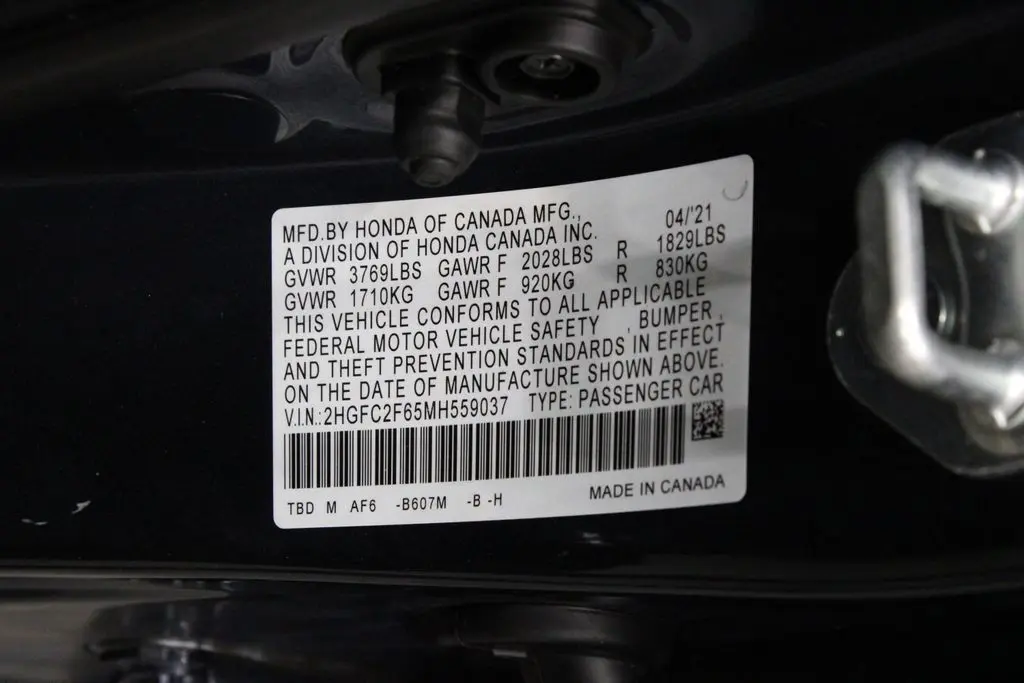 MFD.BY HONDA OF CANADA MFG., 04/'21
A DIVISION OF HONDA CANADA INC.
GVWR 3769LBS GAWR F 2028LBS R 1829LBS
GVWR 1710KG GAWR F 920KG R 830KG
THIS VEHICLE CONFORMS TO ALL APPLICABLE
FEDERAL MOTOR VEHICLE SAFETY , BUMPER ,
AND THEFT PREVENTION STANDARDS IN EFFECT
ON THE DATE OF MANUFACTURE SHOWN ABOVE.
V.I.N.:2HGFC2F65MH559037 TYPE: PASSENGER CAR
TBD M AF6 -B607M -B -H MADE IN CANADA